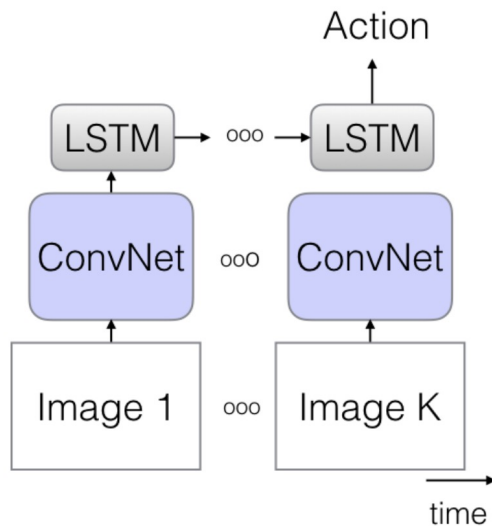 Action
LSTM ooo LSTM
ConvNet ooo ConvNet
Image 1 ooo Image K
time